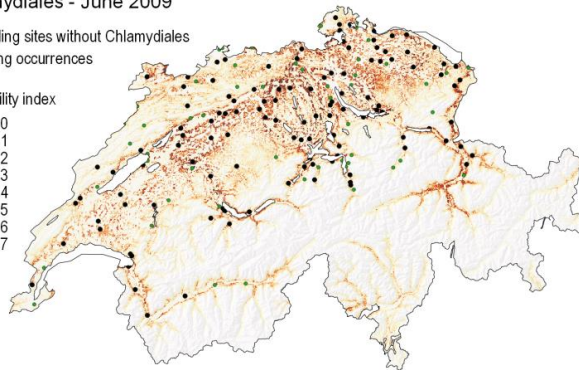 ydiales - June 2009
ling sites without Chlamydiales
ng occurrences
ility index
0
1
2
3
4
5
6
7